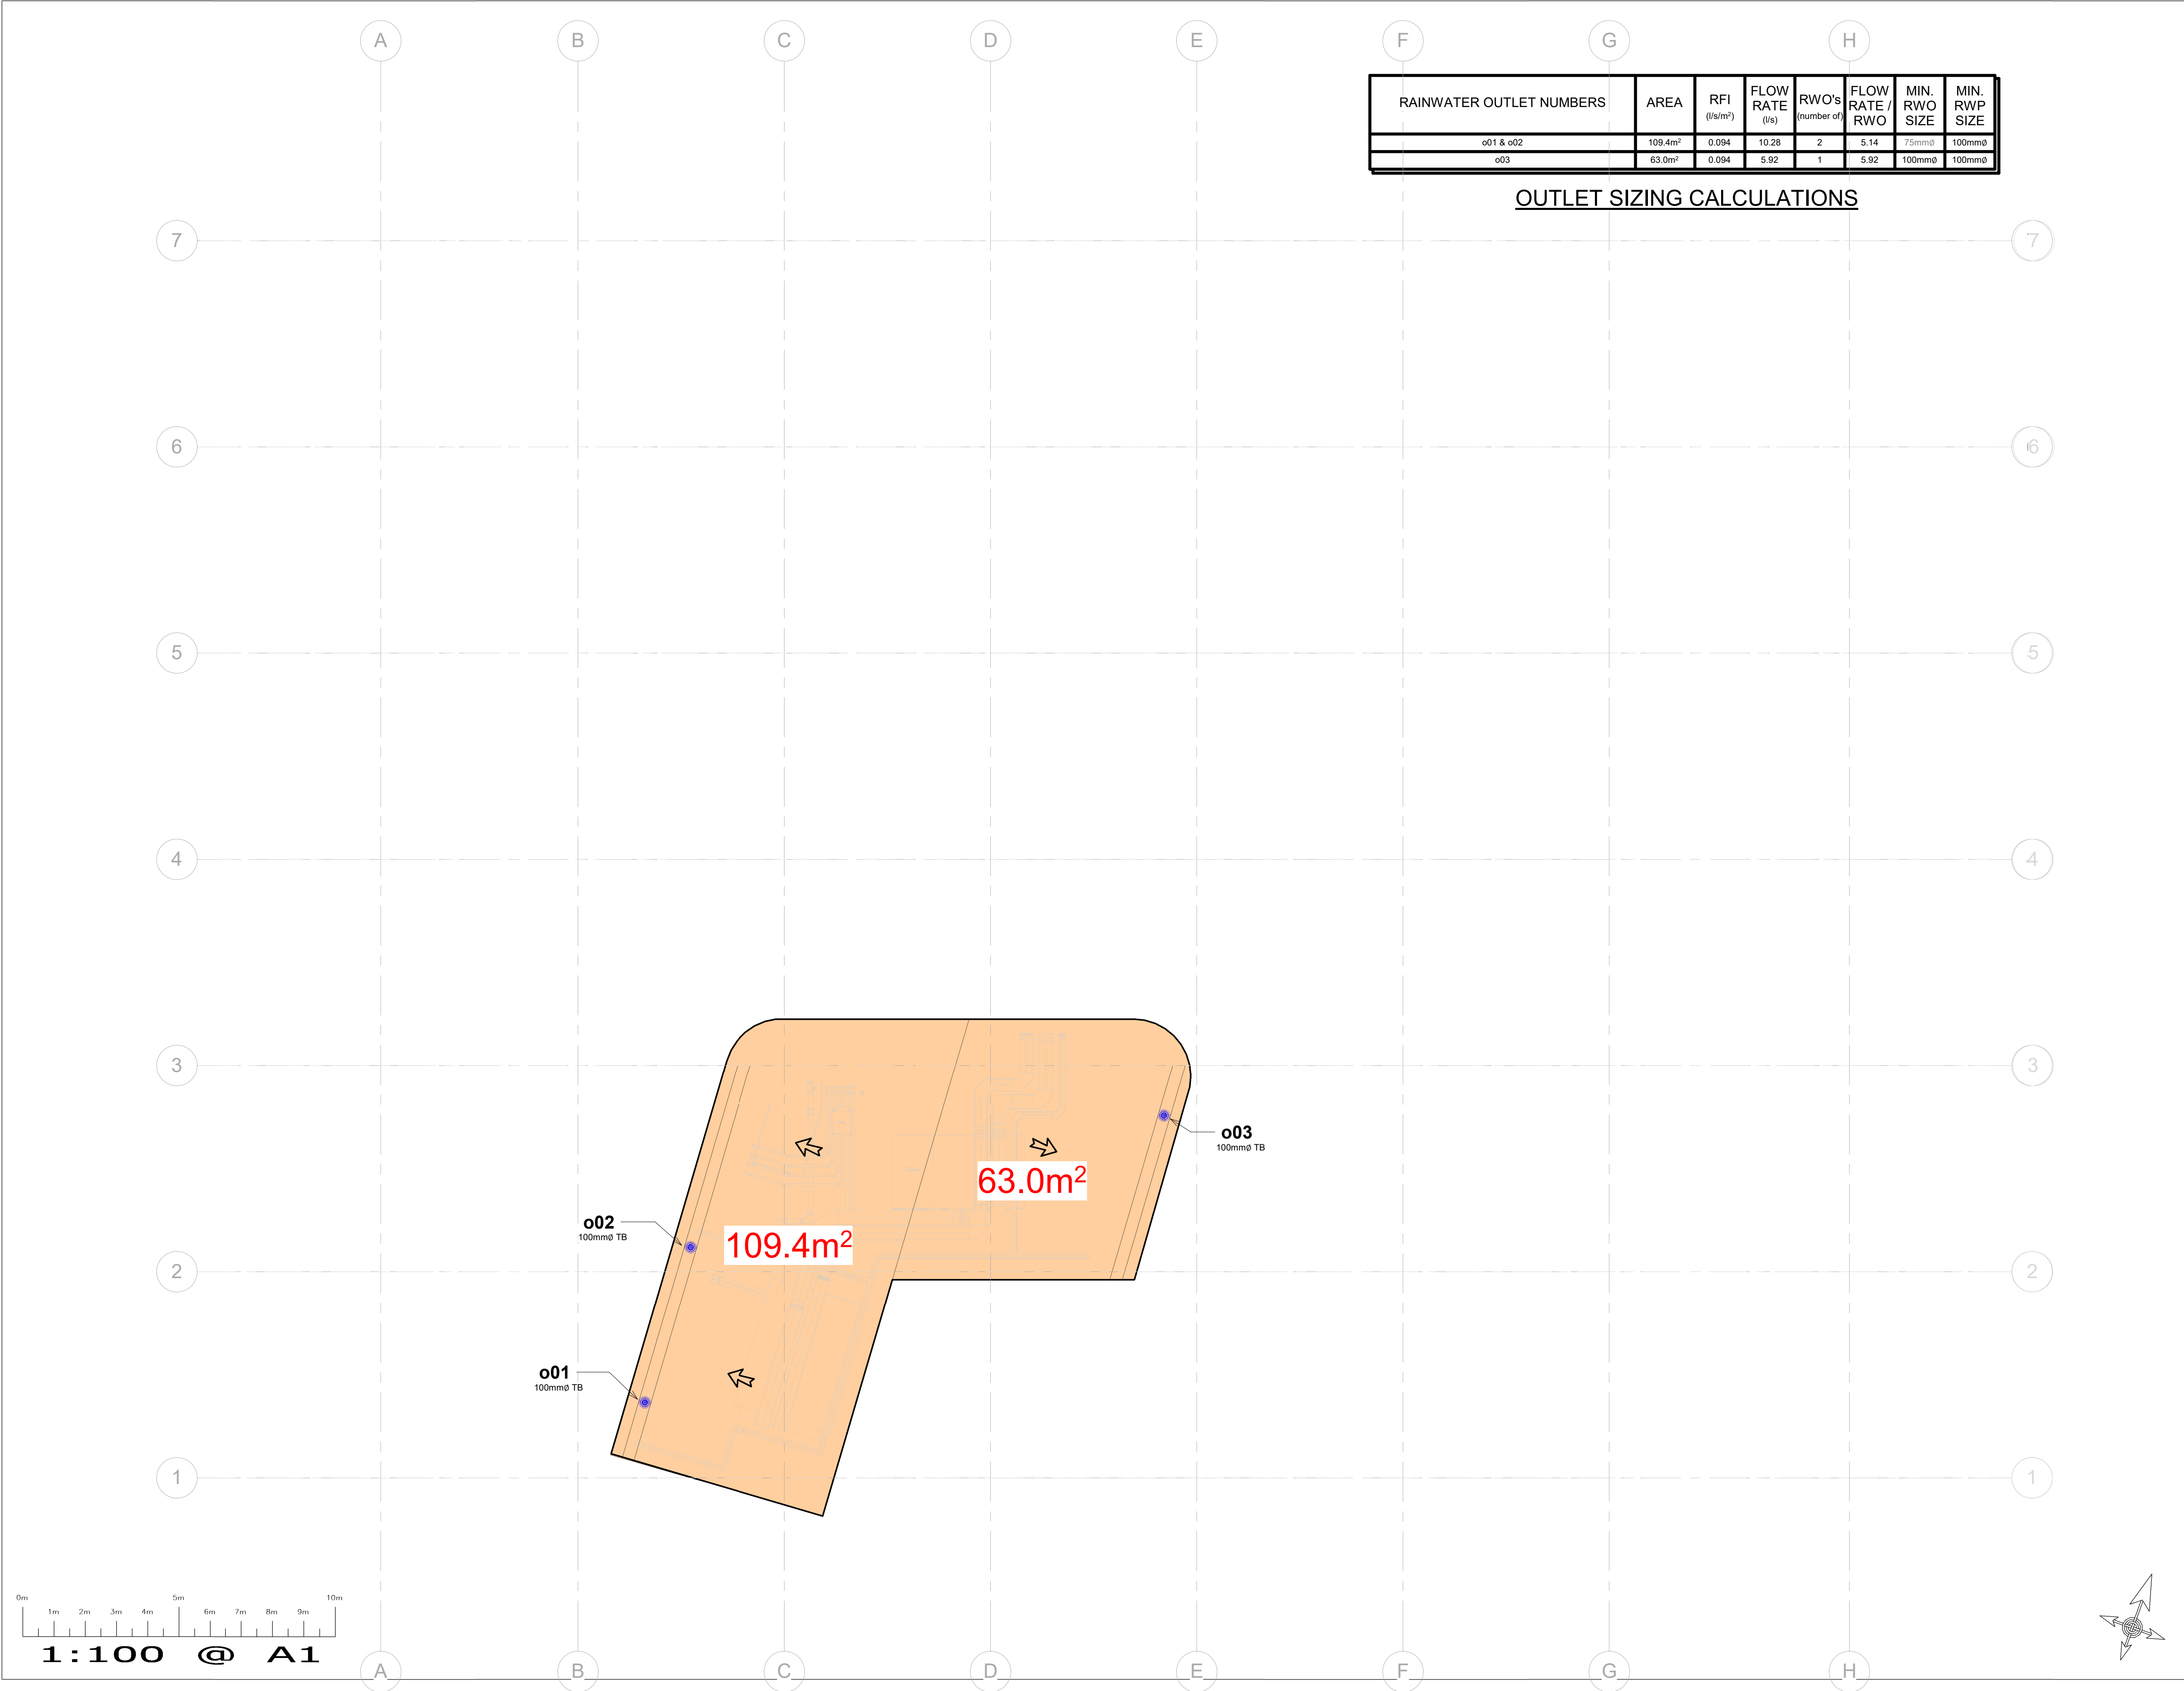 A B C D E F G H
RAINWATER OUTLET NUMBERS AREA RFI (l/s/m²) FLOW RATE (l/s) RWO's (number of) FLOW RATE / RWO MIN. RWO SIZE MIN. RWP SIZE
o01 & o02 109.4m² 0.094 10.28 2 5.14 75mmø 100mmø
o03 63.0m² 0.094 5.92 1 5.92 100mmø 100mmø
OUTLET SIZING CALCULATIONS
7 7
6 6
5 5
4 4
3 3
o03
100mmø TB
63.0m²
o02
100mmø TB
109.4m²
2 2
o01
100mmø TB
1 1
0m 5m 10m
1m 2m 3m 4m 6m 7m 8m 9m
1:100 @ A1
A B C D E F G H